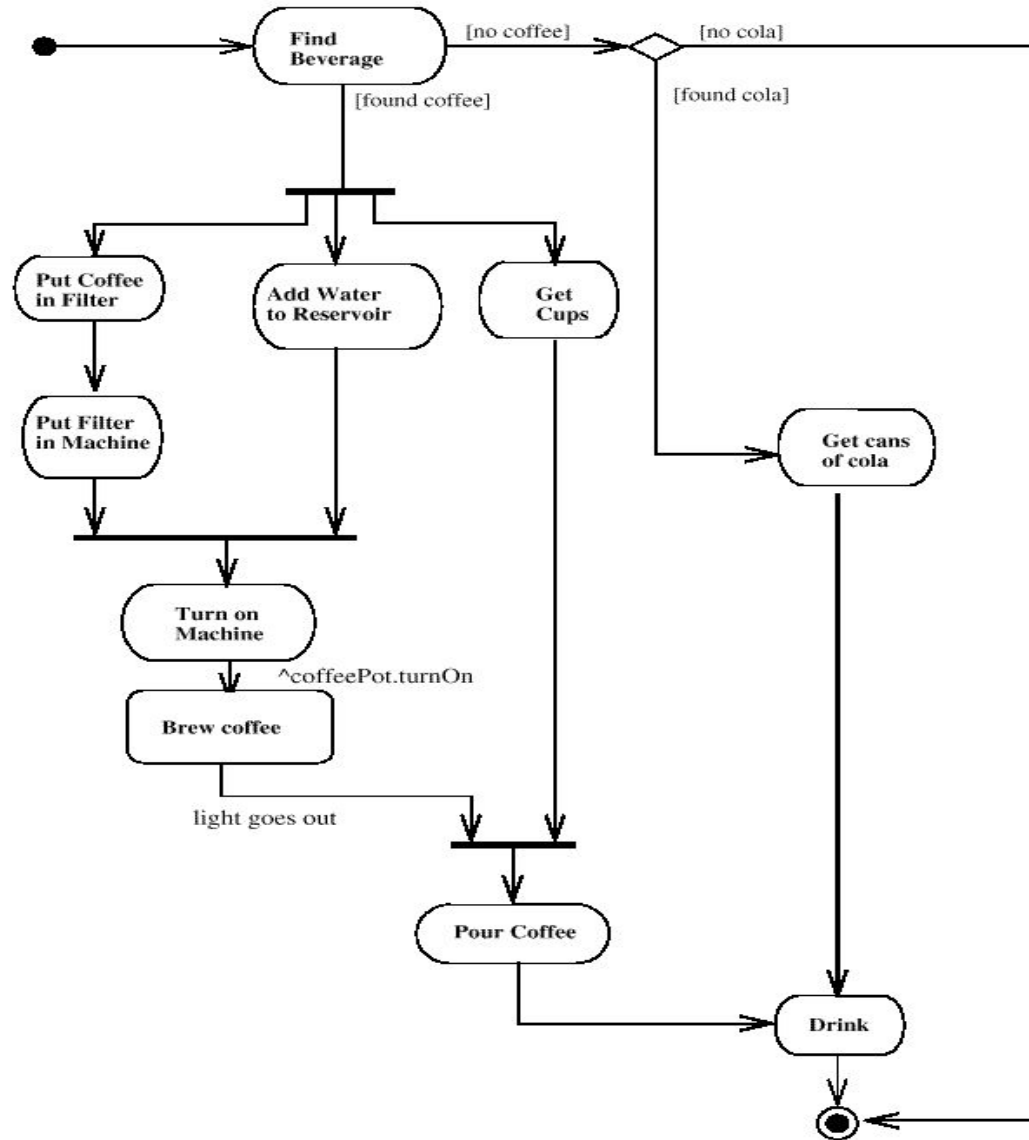 Find
Beverage
[no coffee]
[no cola]
[found coffee]
[found cola]
Put Coffee
in Filter
Add Water
to Reservoir
Get
Cups
Put Filter
in Machine
Get cans
of cola
Turn on
Machine
^coffeePot.turnOn
Brew coffee
light goes out
Pour Coffee
Drink